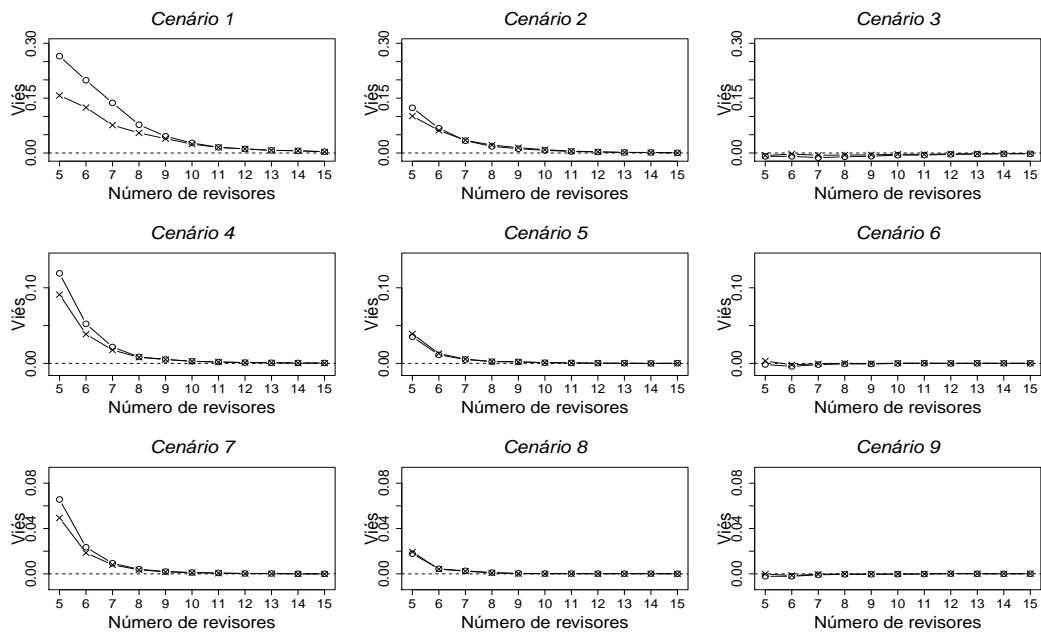 Cenário 1
Cenário 2
Cenário 3
Viés
0.00 0.15 0.30
5 6 7 8 9 10 11 12 13 14 15
Número de revisores
Viés
0.00 0.15 0.30
5 6 7 8 9 10 11 12 13 14 15
Número de revisores
Viés
0.00 0.15 0.30
5 6 7 8 9 10 11 12 13 14 15
Número de revisores
Cenário 4
Cenário 5
Cenário 6
Viés
0.00 0.10
5 6 7 8 9 10 11 12 13 14 15
Número de revisores
Viés
0.00 0.10
5 6 7 8 9 10 11 12 13 14 15
Número de revisores
Viés
0.00 0.10
5 6 7 8 9 10 11 12 13 14 15
Número de revisores
Cenário 7
Cenário 8
Cenário 9
Viés
0.00 0.04 0.08
5 6 7 8 9 10 11 12 13 14 15
Número de revisores
Viés
0.00 0.04 0.08
5 6 7 8 9 10 11 12 13 14 15
Número de revisores
Viés
0.00 0.04 0.08
5 6 7 8 9 10 11 12 13 14 15
Número de revisores